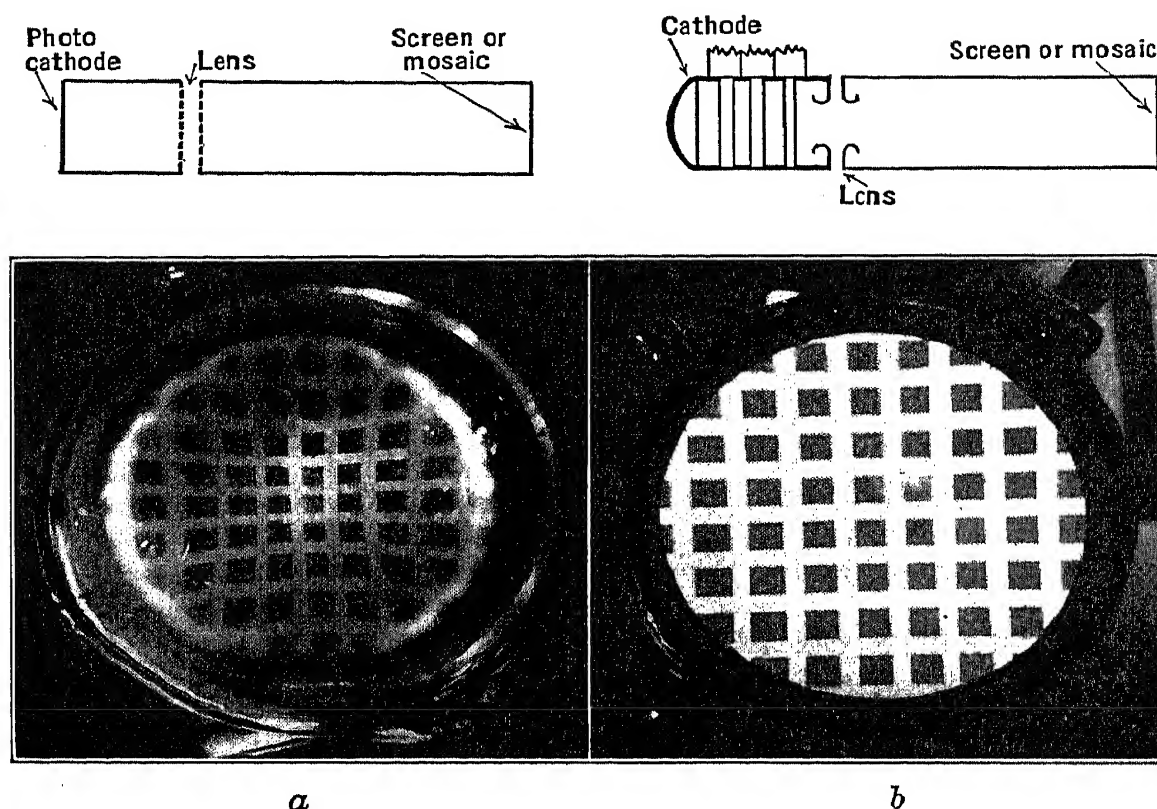 Photo
cathode
Lens
Screen or
mosaic
Cathode
Screen or mosaic
Lens
a
b